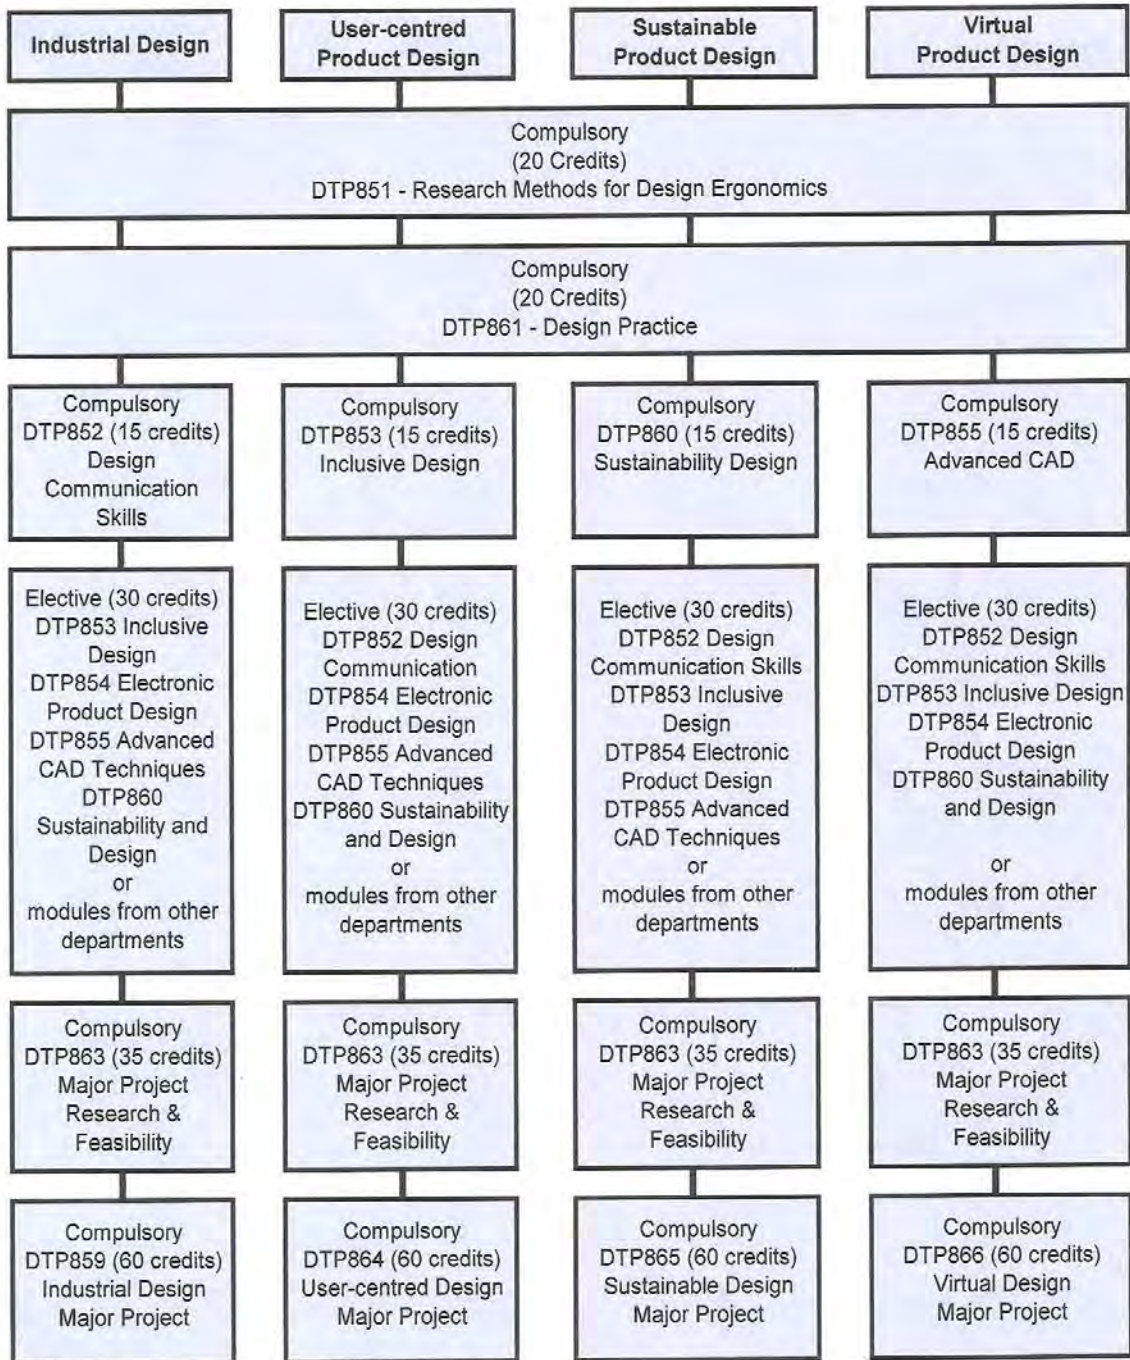 Industrial Design
User-centred
Product Design
Sustainable
Product Design
Virtual
Product Design
Compulsory
(20 Credits)
DTP851 - Research Methods for Design Ergonomics
Compulsory
(20 Credits)
DTP861 - Design Practice
Compulsory
DTP852 (15 credits)
Design
Communication
Skills
Compulsory
DTP853 (15 credits)
Inclusive Design
Compulsory
DTP860 (15 credits)
Sustainability Design
Compulsory
DTP855 (15 credits)
Advanced CAD
Elective (30 credits)
DTP853 Inclusive
Design
DTP854 Electronic
Product Design
DTP855 Advanced
CAD Techniques
DTP860
Sustainability and
Design
or
modules from other
departments
Elective (30 credits)
DTP852 Design
Communication
DTP854 Electronic
Product Design
DTP855 Advanced
CAD Techniques
DTP860 Sustainability
and Design
or
modules from other
departments
Elective (30 credits)
DTP852 Design
Communication Skills
DTP853 Inclusive
Design
DTP854 Electronic
Product Design
DTP855 Advanced
CAD Techniques
or
modules from other
departments
Elective (30 credits)
DTP852 Design
Communication Skills
DTP853 Inclusive Design
DTP854 Electronic
Product Design
DTP860 Sustainability
and Design
or
modules from other
departments
Compulsory
DTP863 (35 credits)
Major Project
Research &
Feasibility
Compulsory
DTP863 (35 credits)
Major Project
Research &
Feasibility
Compulsory
DTP863 (35 credits)
Major Project
Research &
Feasibility
Compulsory
DTP863 (35 credits)
Major Project
Research &
Feasibility
Compulsory
DTP859 (60 credits)
Industrial Design
Major Project
Compulsory
DTP864 (60 credits)
User-centred Design
Major Project
Compulsory
DTP865 (60 credits)
Sustainable Design
Major Project
Compulsory
DTP866 (60 credits)
Virtual Design
Major Project